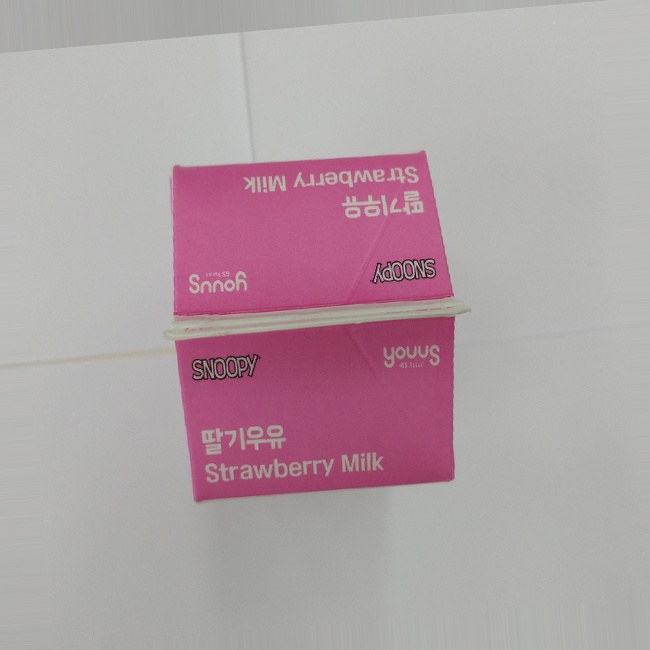 SNOOPY
youus
딸기우유
Strawberry Milk
SNOOPY
youus
딸기우유
Strawberry Milk